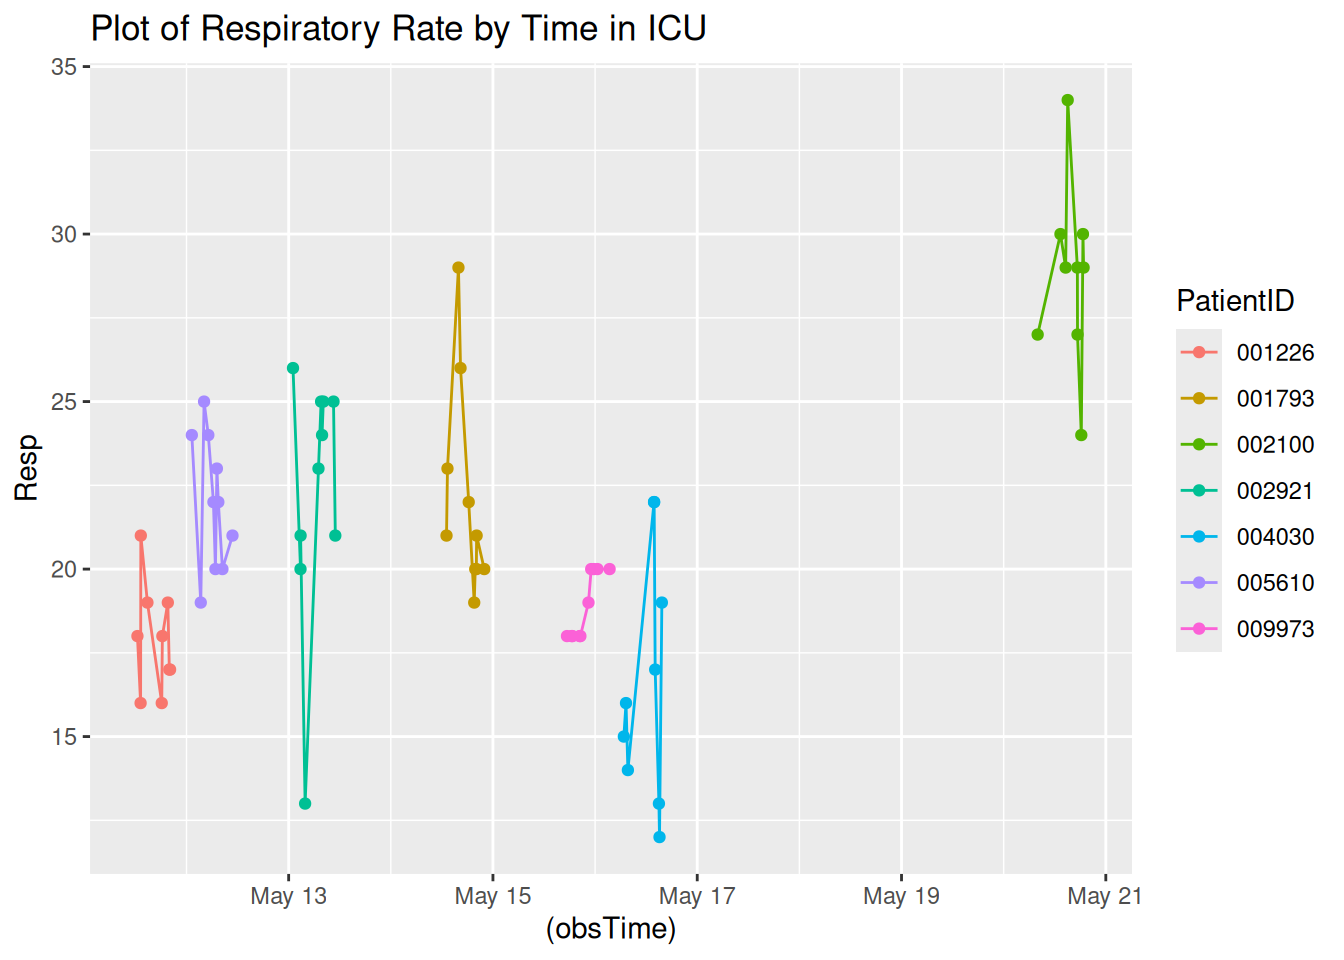 Plot of Respiratory Rate by Time in ICU
35
30
25
20
15
Resp
May 13
May 15
May 17
May 19
May 21
(obsTime)
PatientID
001226
001793
002100
002921
004030
005610
009973